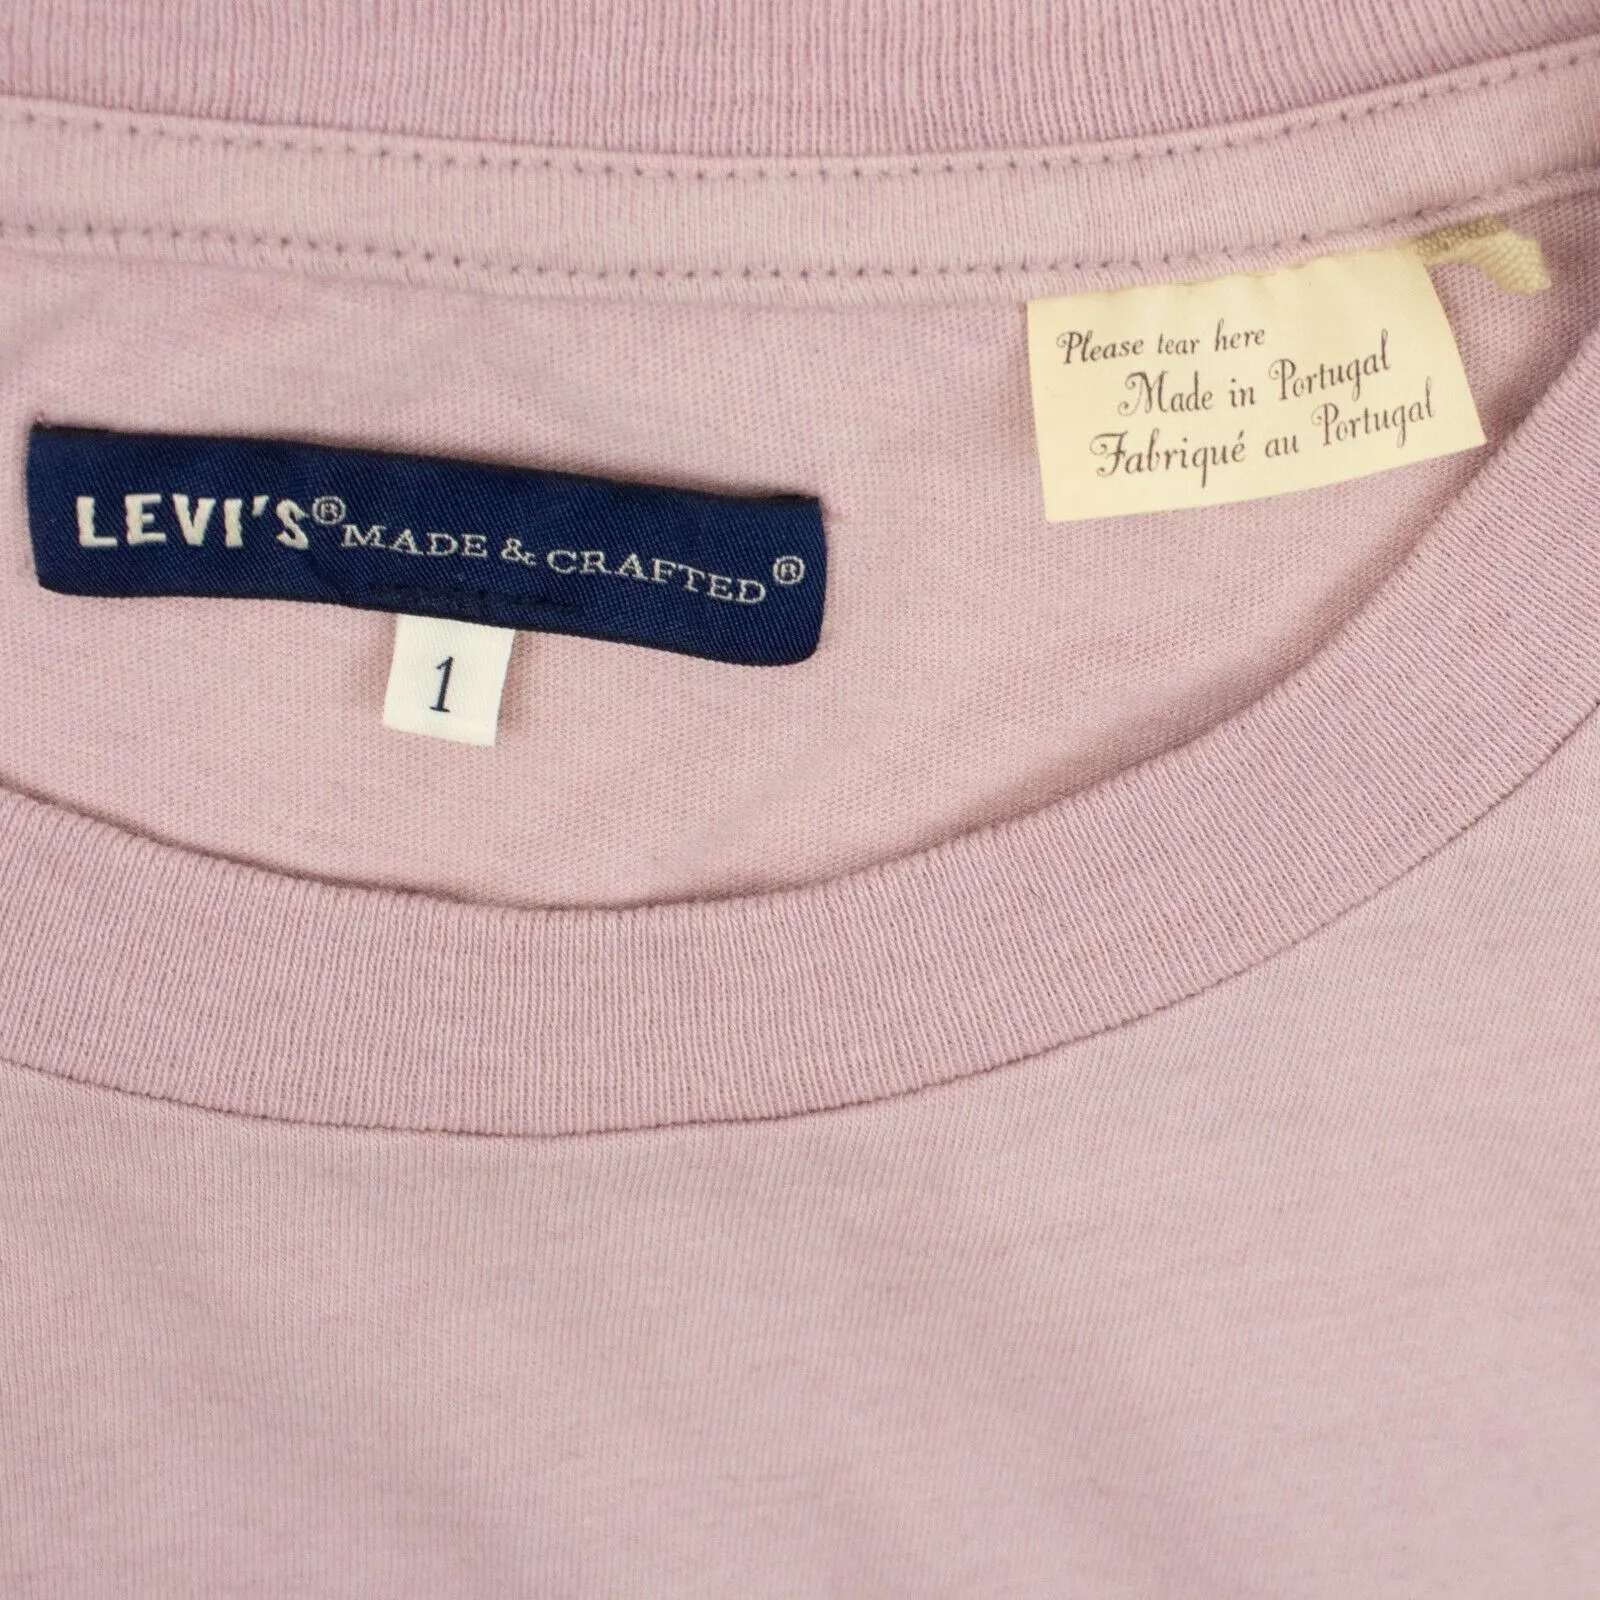 Please tear here
Made in Portugal
Fabriqué au Portugal
LEVI'S® MADE & CRAFTED®
1